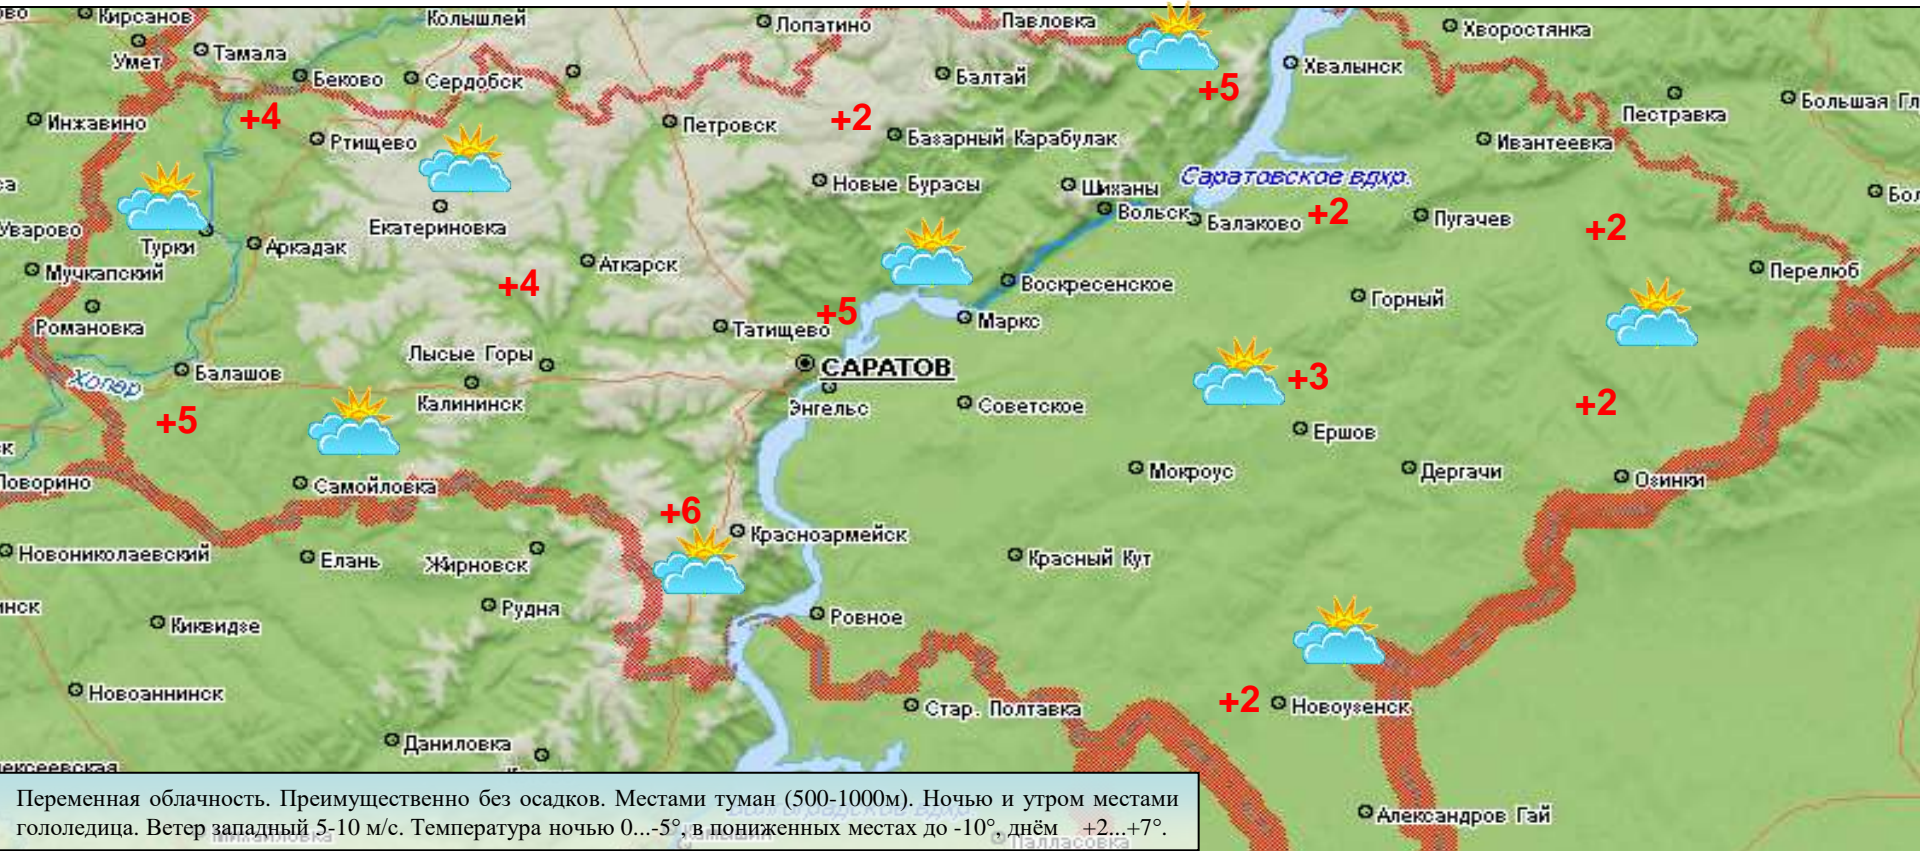 Кирсанов
Колышлей
Лопатино
Павловка
Хворостянка
Умет
Тамала
Беково
Сердобск
Балтай
Хвалынск
+5
Пестравка
Большая Гл
Инжавино
+4
Ртищево
Петровск
+2
Базарный Карабулак
Ивантеевка
Новые Бурасы
Шиханы
Саратовское вдхр.
Уварово
Турки
Аркадак
Екатериновка
Вольск
Балаково
+2
Пугачев
+2
Мучкапский
Аткарск
+4
Воскресенское
Перелюб
Горный
Романовка
Татищево
+5
Маркс
Хопер
Балашов
Лысые Горы
САРАТОВ
Калининск
Энгельс
Советское
+3
+2
+5
Ершов
Поворино
Самойловка
Мокроус
Дергачи
Озинки
+6
Красноармейск
Новониколаевский
Елань
Жирновск
Красный Кут
Рудня
Киквидзе
Ровное
Новоаннинск
Стар. Полтавка
+2
Новоузенск
Даниловка
Александров Гай
Переменная облачность. Преимущественно без осадков. Местами туман (500-1000м). Ночью и утром местами
гололедица. Ветер западный 5-10 м/с. Температура ночью 0...-5°, в пониженных местах до -10°, днём +2...+7°.
Палласовка